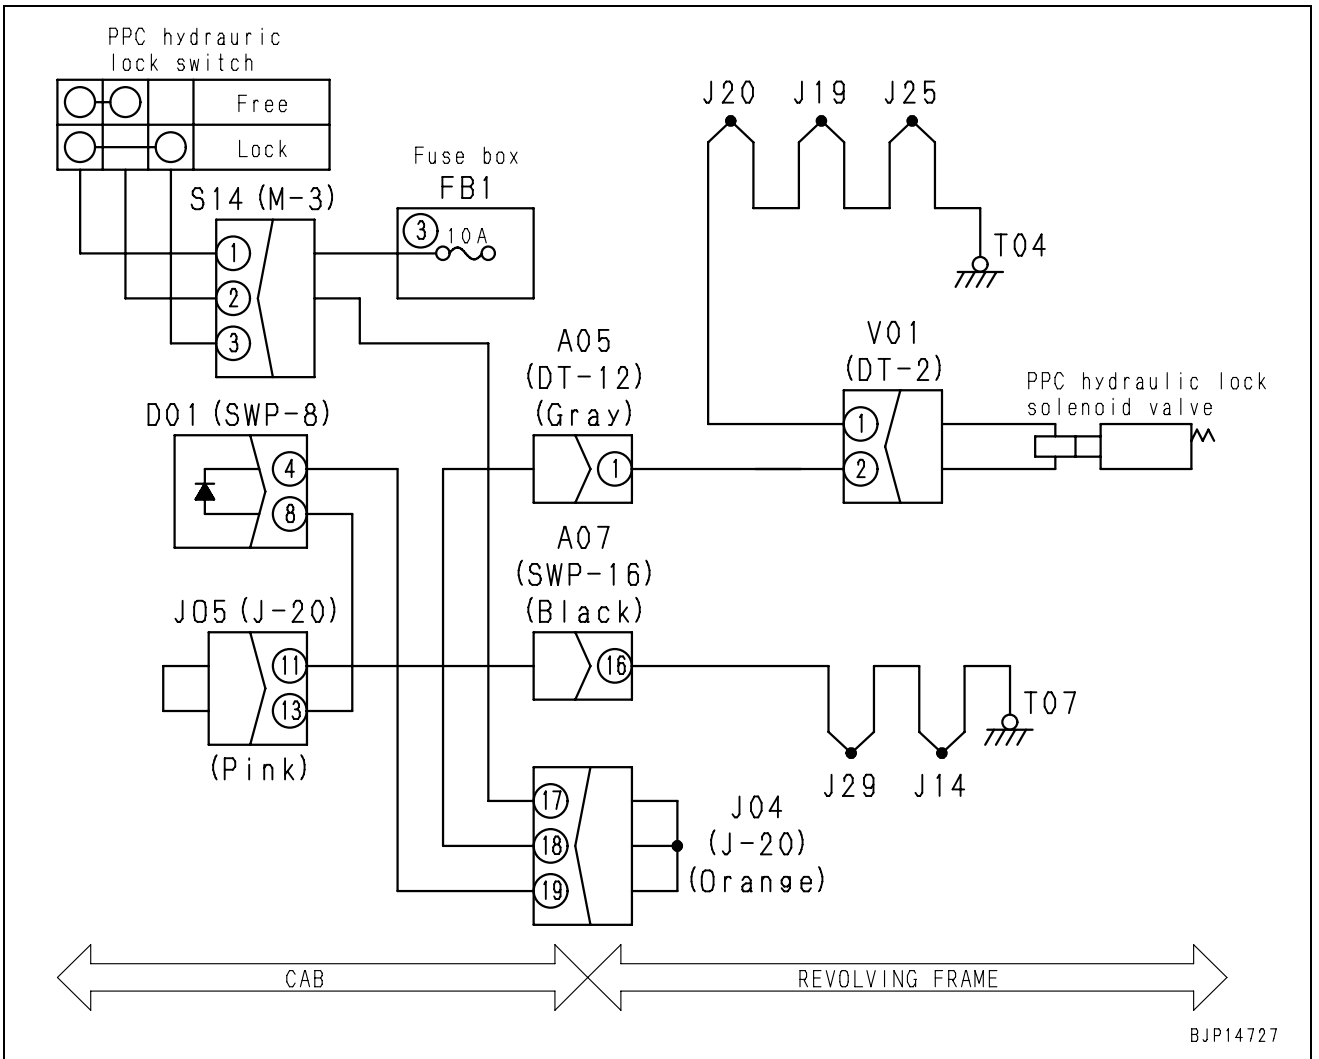 PPC hydrauric
lock switch
Free
Lock
S14 (M-3)
1
2
3
Fuse box
FB1
3
10A
J20
J19
J25
T04
A05
(DT-12)
(Gray)
1
V01
(DT-2)
1
2
PPC hydraulic lock
solenoid valve
D01 (SWP-8)
4
8
A07
(SWP-16)
(Black)
16
J05 (J-20)
11
13
(Pink)
T07
J29
J14
17
18
19
J04
(J-20)
(Orange)
CAB
REVOLVING FRAME
BJP14727